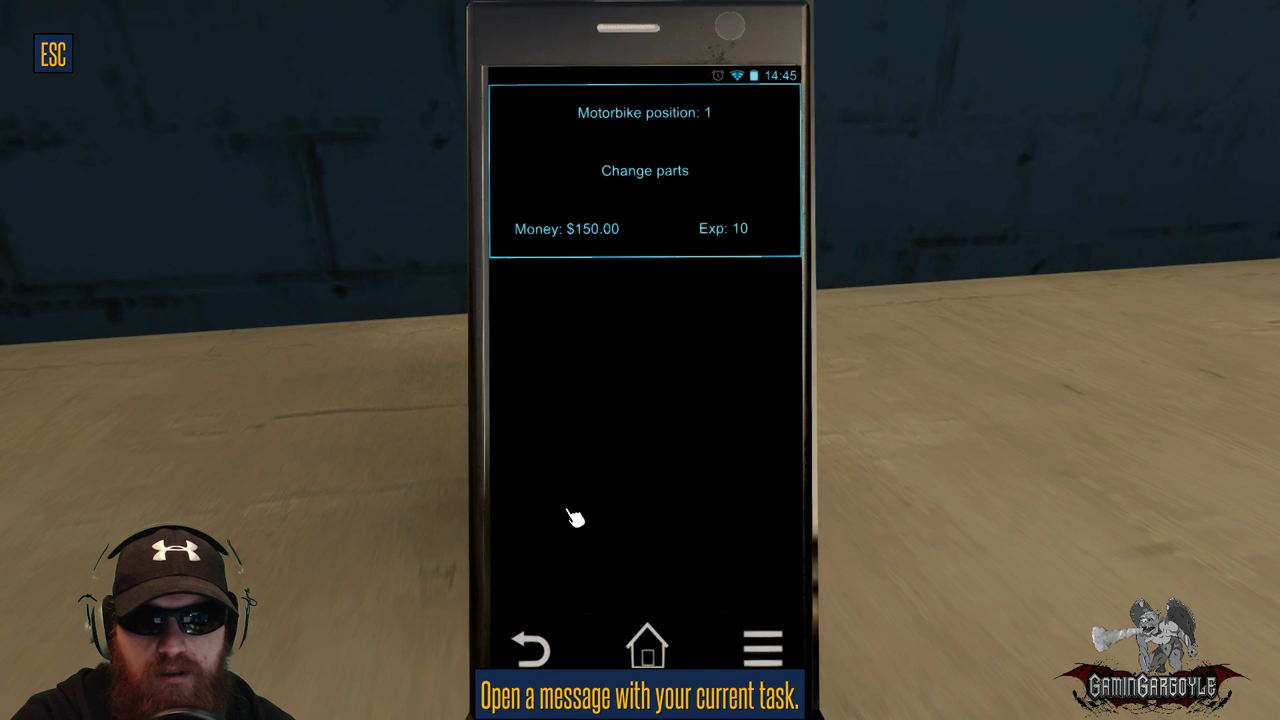 ESC
14:45
Motorbike position: 1
Change parts
Money: $150.00 Exp: 10
Open a message with your current task.
GaminGargoyle